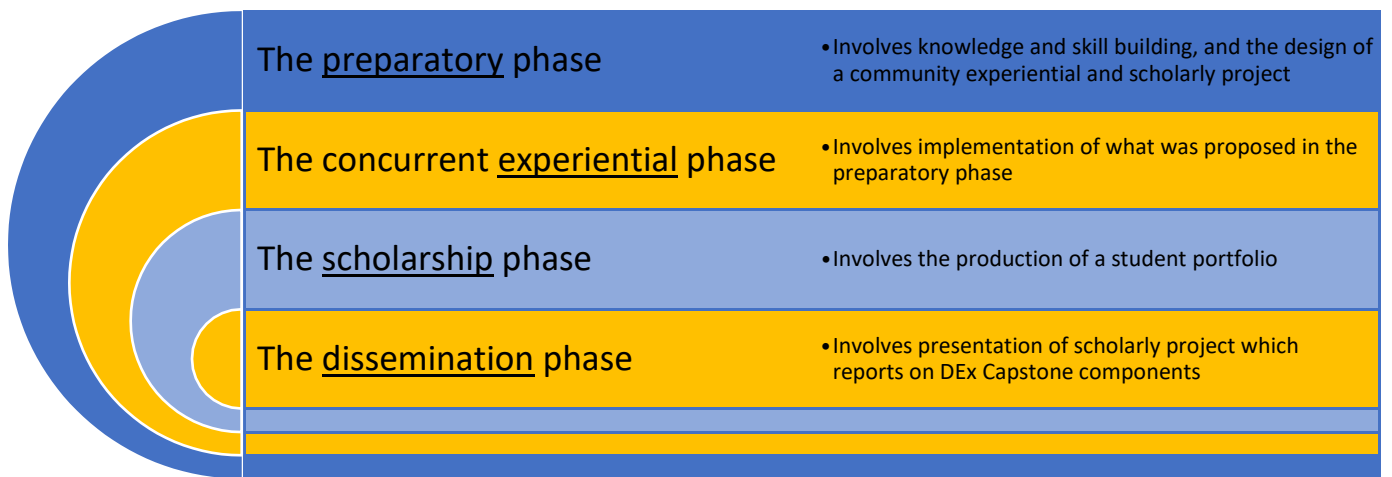 The preparatory phase
•Involves knowledge and skill building, and the design of
a community experiential and scholarly project
The concurrent experiential phase
•Involves implementation of what was proposed in the
preparatory phase
The scholarship phase
•Involves the production of a student portfolio
The dissemination phase
•Involves presentation of scholarly project which
reports on DEx Capstone components